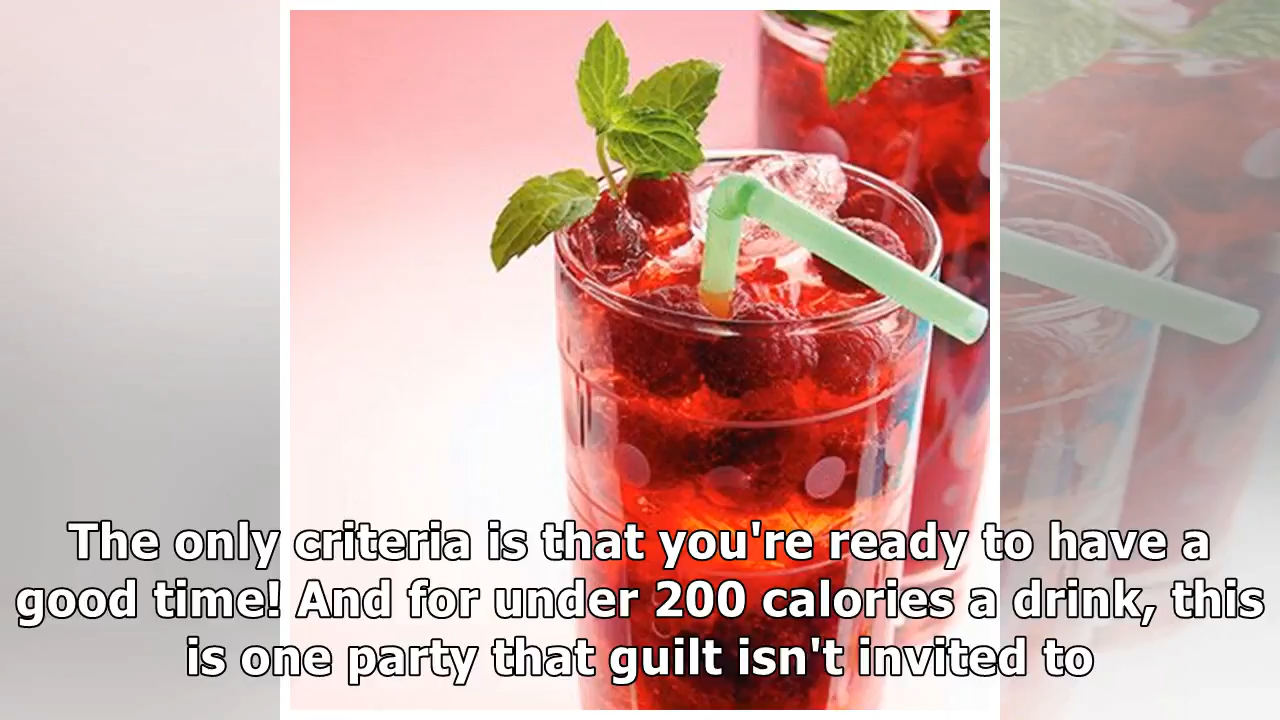 The only criteria is that you're ready to have a
good time! And for under 200 calories a drink, this
is one party that guilt isn't invited to